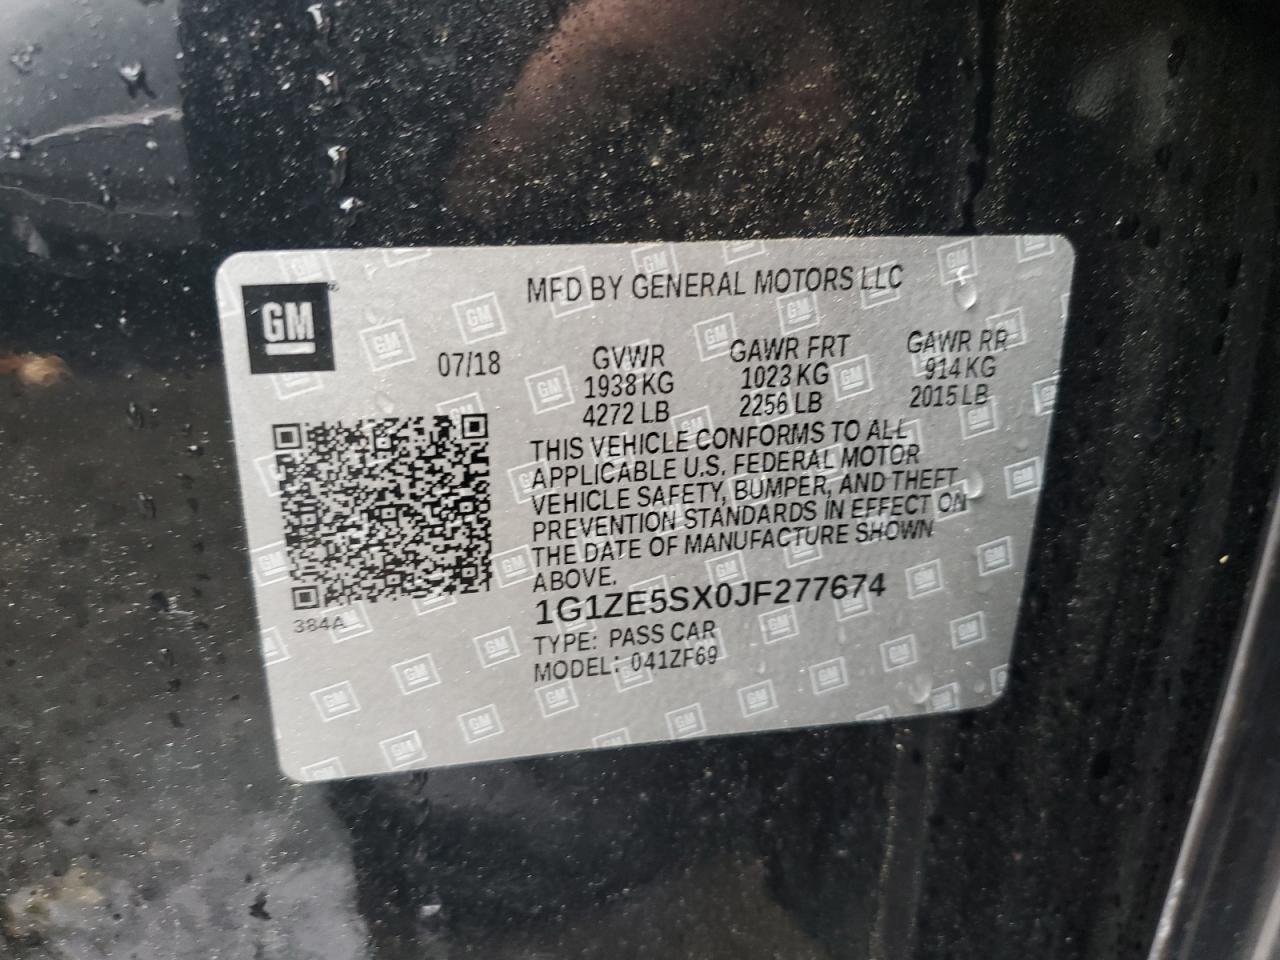 GM
MFD BY GENERAL MOTORS LLC
07/18
GVWR GAWR FRT GAWR RR
1938 KG 1023 KG 914 KG
4272 LB 2256 LB 2015 LB
THIS VEHICLE CONFORMS TO ALL
APPLICABLE U.S. FEDERAL MOTOR
VEHICLE SAFETY, BUMPER, AND THEFT
PREVENTION STANDARDS IN EFFECT ON
THE DATE OF MANUFACTURE SHOWN
ABOVE.
1G1ZE5SX0JF277674
384A
TYPE: PASS CAR
MODEL: 041ZF69